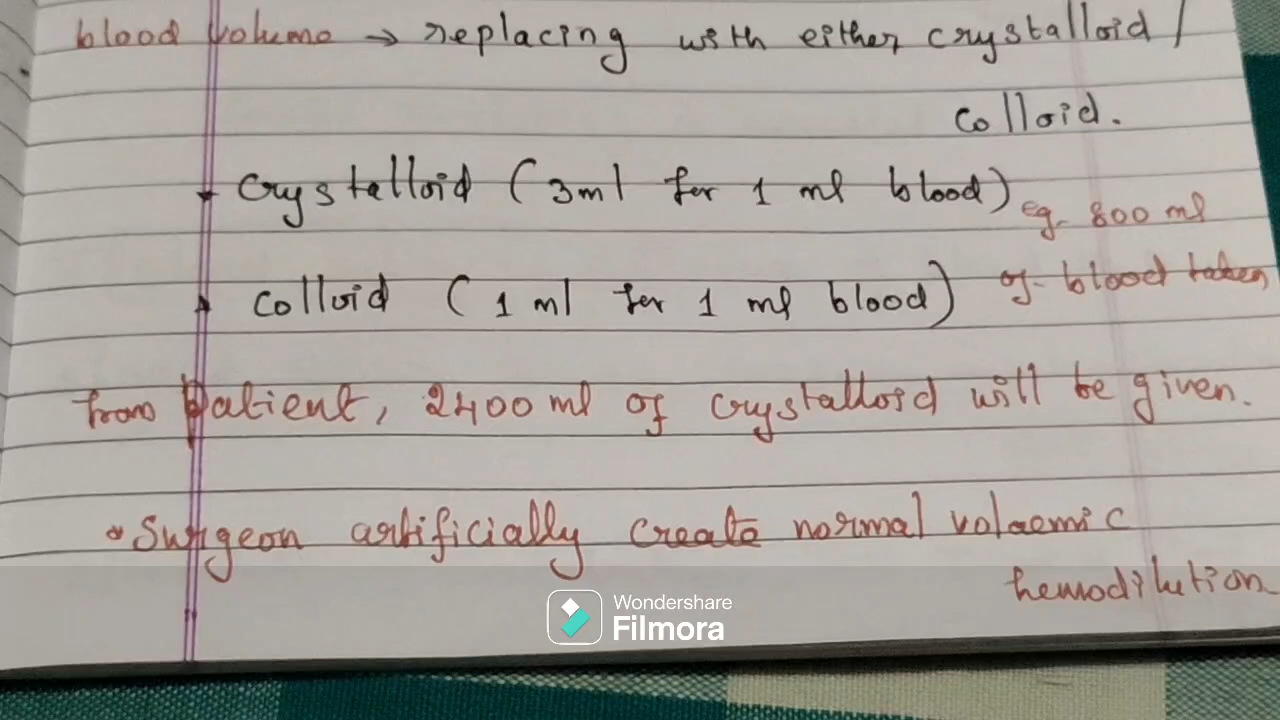 blood volume → replacing with either crystalloid /
colloid.
crystalloid ( 3ml for 1 ml blood)
eg. 800 ml
colloid ( 1 ml for 1 ml blood)
of blood taken
from patient, 2400 ml of crystalloid will be given.
* Surgeon artificially create normal volaemic
hemodilution
Wondershare
Filmora